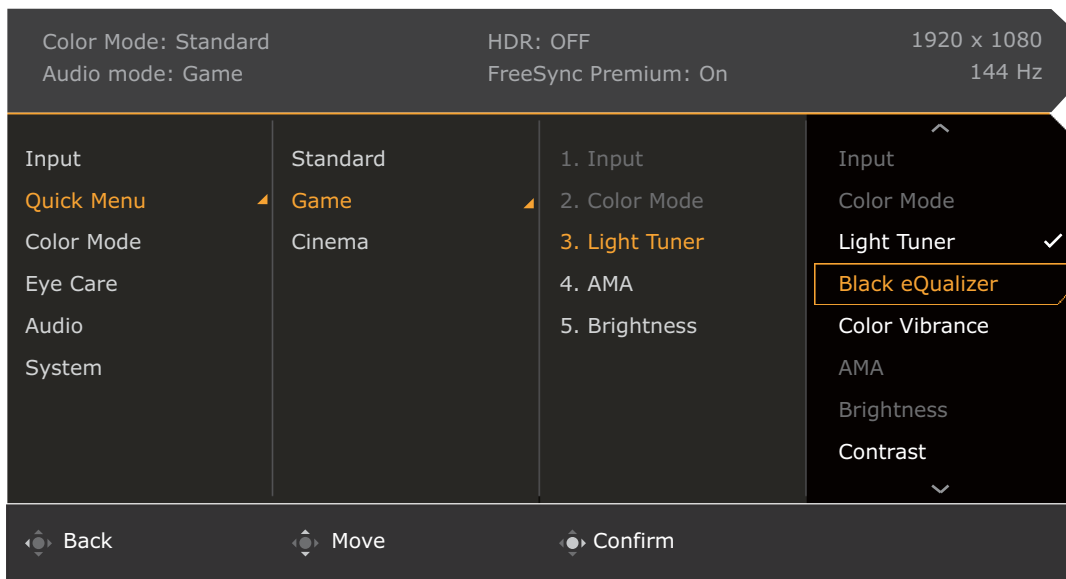 Color Mode: Standard
HDR: OFF
1920 x 1080
Audio mode: Game
FreeSync Premium: On
144 Hz
Input
Quick Menu
Color Mode
Eye Care
Audio
System
Standard
Game
Cinema
1. Input
2. Color Mode
3. Light Tuner
4. AMA
5. Brightness
Input
Color Mode
Light Tuner
Black eQualizer
Color Vibrance
AMA
Brightness
Contrast
Back
Move
Confirm